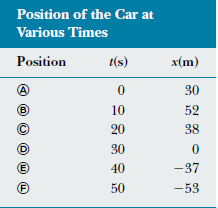 Position of the Car at
Various Times
Position t(s) x(m)
Ⓐ 0 30
Ⓑ 10 52
Ⓒ 20 38
Ⓓ 30 0
Ⓔ 40 −37
Ⓕ 50 −53